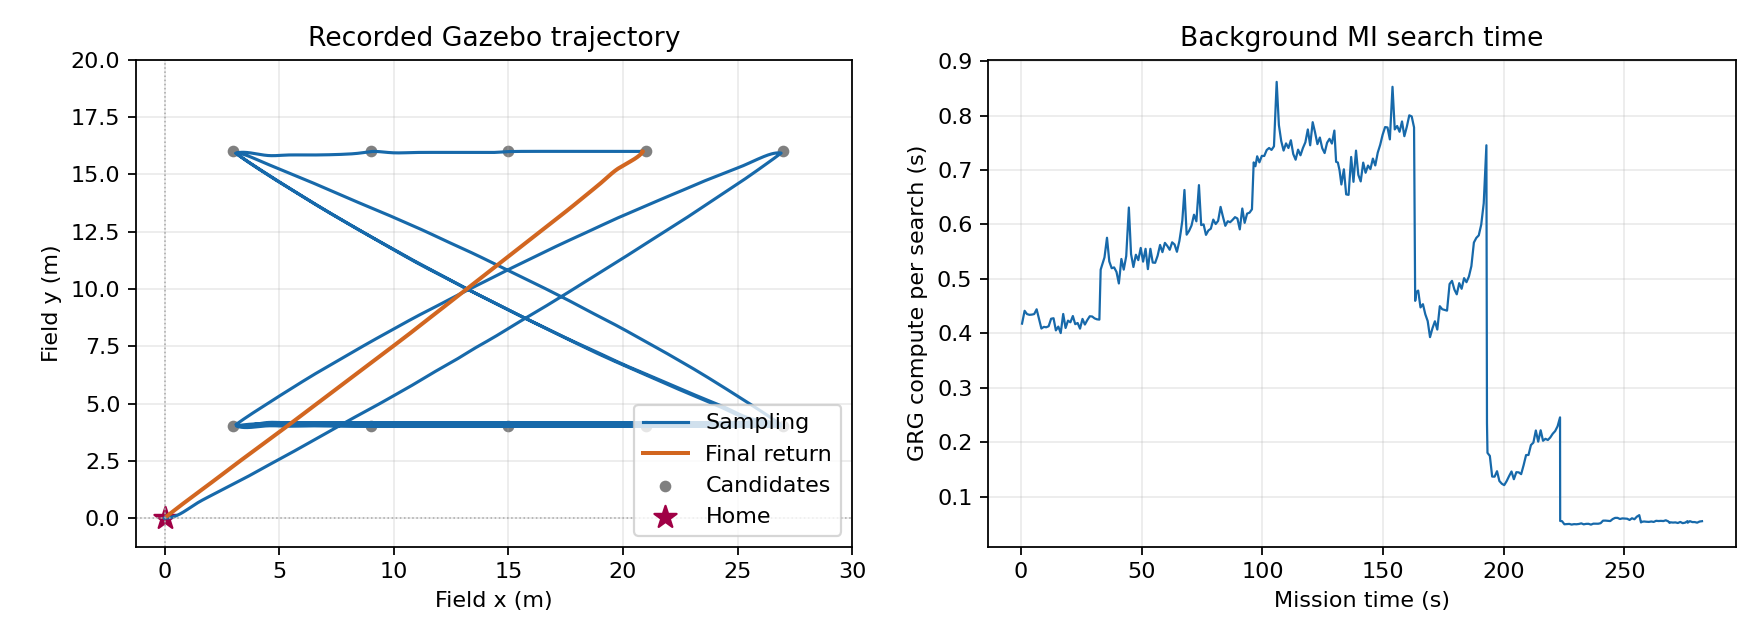 Recorded Gazebo trajectory
Field y (m)
20.0
17.5
15.0
12.5
10.0
7.5
5.0
2.5
0.0
0 5 10 15 20 25 30
Field x (m)
Sampling
Final return
Candidates
Home
Background MI search time
GRG compute per search (s)
0.9
0.8
0.7
0.6
0.5
0.4
0.3
0.2
0.1
0 50 100 150 200 250
Mission time (s)